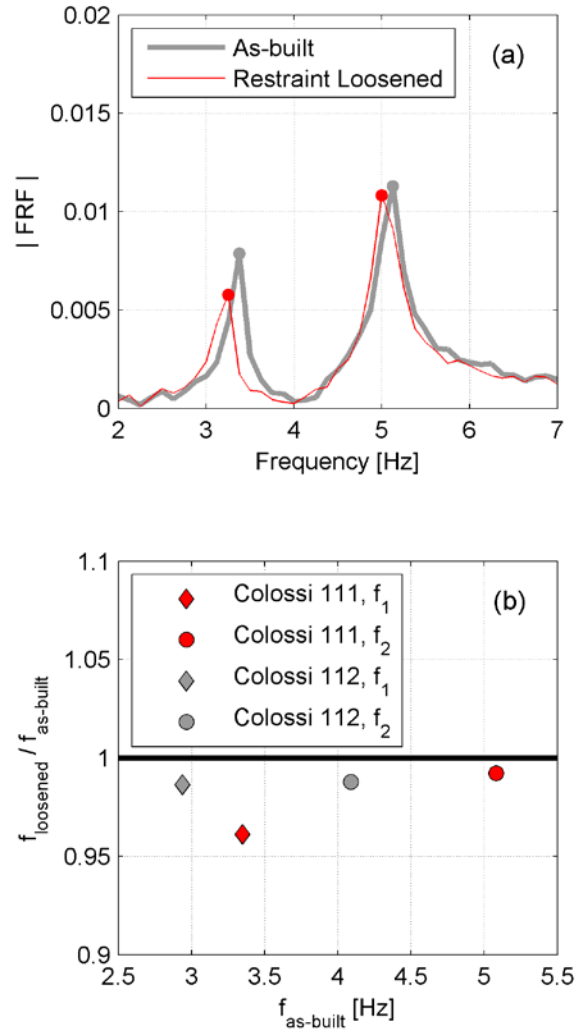 0.02
As-built
(a)
Restraint Loosened
0.015
| FRF |
0.01
0.005
0
2 3 4 5 6 7
Frequency [Hz]
1.1
Colossi 111, f1
(b)
Colossi 111, f2
1.05
Colossi 112, f1
Colossi 112, f2
floosened / fas-built
1
0.95
0.9
2.5 3 3.5 4 4.5 5 5.5
fas-built [Hz]